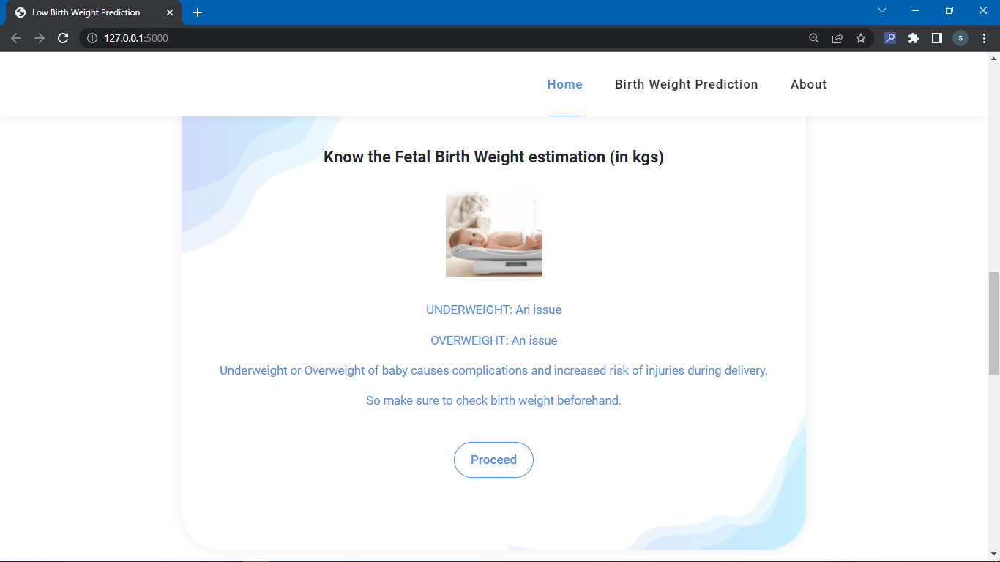 Low Birth Weight Prediction
127.0.0.1:5000
s
Home Birth Weight Prediction About
Know the Fetal Birth Weight estimation (in kgs)
UNDERWEIGHT: An issue
OVERWEIGHT: An issue
Underweight or Overweight of baby causes complications and increased risk of injuries during delivery.
So make sure to check birth weight beforehand.
Proceed